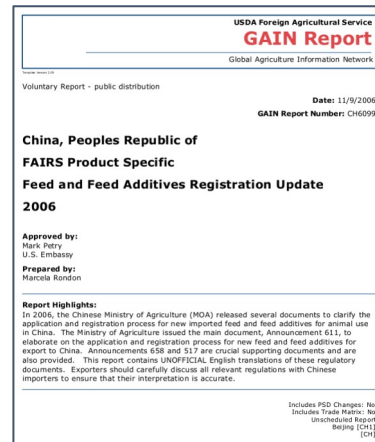 USDA Foreign Agricultural Service
GAIN Report
Global Agriculture Information Network
Template Version 2.09
Voluntary Report - public distribution
Date: 11/9/2006
GAIN Report Number: CH6099
China, Peoples Republic of
FAIRS Product Specific
Feed and Feed Additives Registration Update
2006
Approved by:
Mark Petry
U.S. Embassy
Prepared by:
Marcela Rondon
Report Highlights:
In 2006, the Chinese Ministry of Agriculture (MOA) released several documents to clarify the
application and registration process for new imported feed and feed additives for animal use
in China. The Ministry of Agriculture issued the main document, Announcement 611, to
elaborate on the application and registration process for new feed and feed additives for
export to China. Announcements 658 and 517 are crucial supporting documents and are
also provided. This report contains UNOFFICIAL English translations of these regulatory
documents. Exporters should carefully discuss all relevant regulations with Chinese
importers to ensure that their interpretation is accurate.
Includes PSD Changes: No
Includes Trade Matrix: No
Unscheduled Report
Beijing [CH1]
[CH]